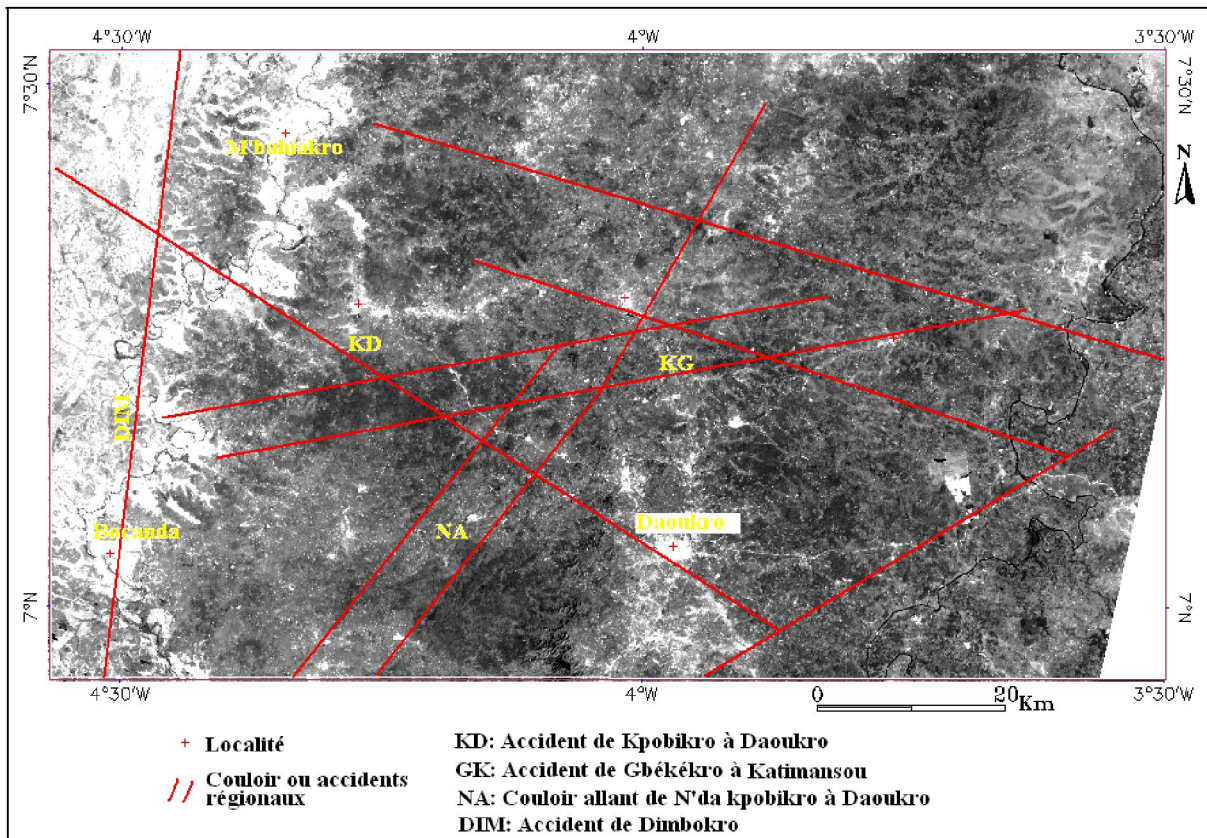 4°30'W
4°W
3°30'W
7°30'N
7°30'N
N
M'bahiakro
KD
KG
DIM
Bocanda
NA
Daoukro
7°N
7°N
4°30'W
4°W
3°30'W
0 20 Km
Localité
KD: Accident de Kpobikro à Daoukro
Couloir ou accidents
régionaux
GK: Accident de Gbékékro à Katimansou
NA: Couloir allant de N'da kpobikro à Daoukro
DIM: Accident de Dimbokro